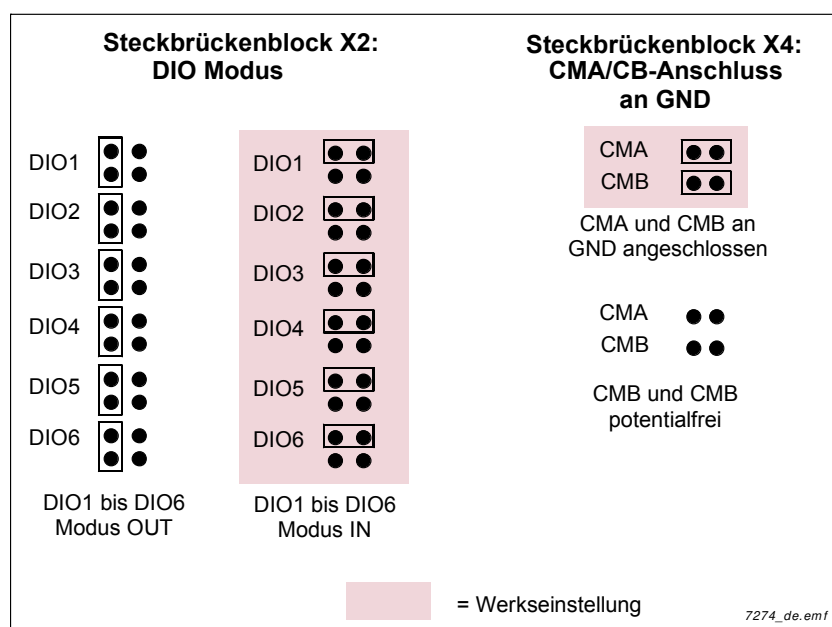 Steckbrückenblock X2:
DIO Modus
DIO1
DIO2
DIO3
DIO4
DIO5
DIO6
DIO1 bis DIO6
Modus OUT
DIO1
DIO2
DIO3
DIO4
DIO5
DIO6
DIO1 bis DIO6
Modus IN
Steckbrückenblock X4:
CMA/CB-Anschluss
an GND
CMA
CMB
CMA und CMB an
GND angeschlossen
CMA
CMB
CMB und CMB
potentialfrei
= Werkseinstellung
7274_de.emf